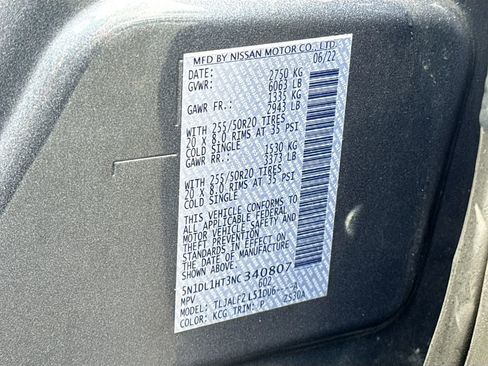 MFD BY NISSAN MOTOR CO., LTD.
DATE: 06/22
GVWR: 2750 KG
6063 LB
GAWR FR.: 1335 KG
2943 LB
WITH 255/50R20 TIRES
20 X 8.0 RIMS AT 35 PSI
COLD SINGLE
GAWR RR.: 1530 KG
3373 LB
WITH 255/50R20 TIRES
20 X 8.0 RIMS AT 35 PSI
COLD SINGLE
THIS VEHICLE CONFORMS TO
ALL APPLICABLE FEDERAL
MOTOR VEHICLE SAFETY AND
THEFT PREVENTION
STANDARDS IN EFFECT ON
THE DATE OF MANUFACTURE
SHOWN ABOVE.
5N1DL1HT3NC340807
MPV 602
MODEL: TLJALF2 L51DU6----A
COLOR: KCG TRIM: P Z530A